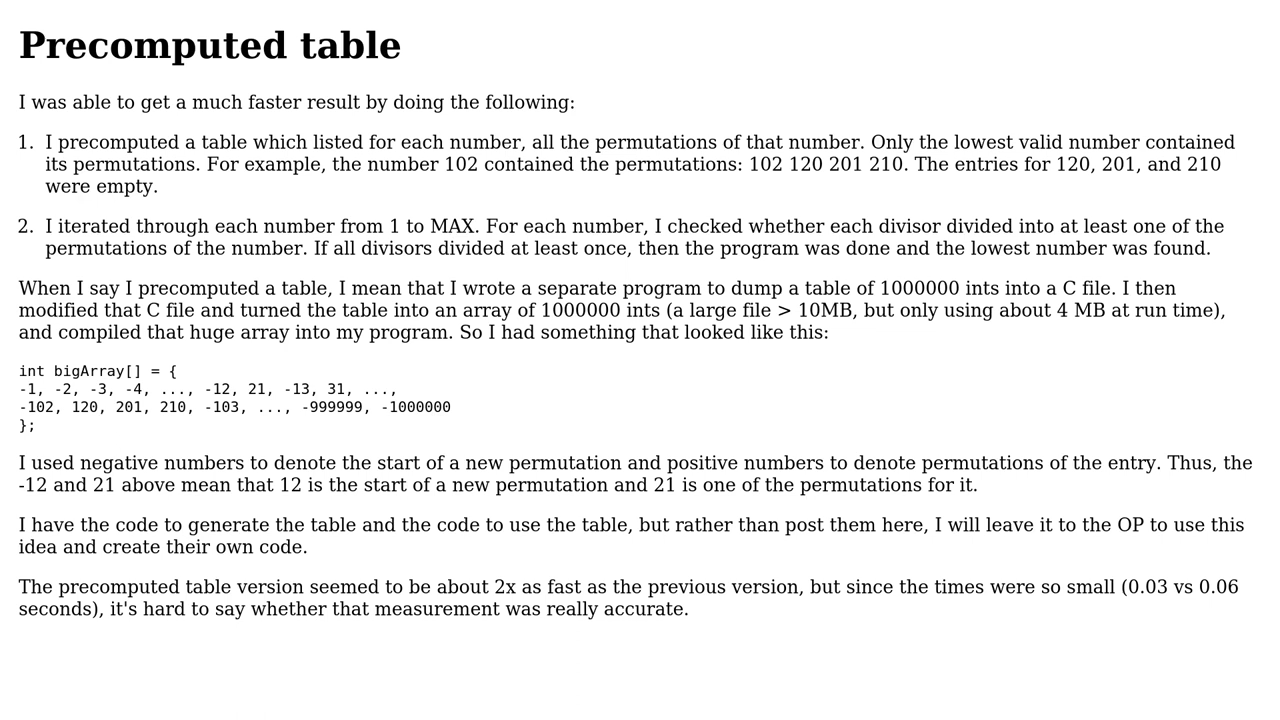 Precomputed table
I was able to get a much faster result by doing the following:
1. I precomputed a table which listed for each number, all the permutations of that number. Only the lowest valid number contained
its permutations. For example, the number 102 contained the permutations: 102 120 201 210. The entries for 120, 201, and 210
were empty.
2. I iterated through each number from 1 to MAX. For each number, I checked whether each divisor divided into at least one of the
permutations of the number. If all divisors divided at least once, then the program was done and the lowest number was found.
When I say I precomputed a table, I mean that I wrote a separate program to dump a table of 1000000 ints into a C file. I then
modified that C file and turned the table into an array of 1000000 ints (a large file > 10MB, but only using about 4 MB at run time),
and compiled that huge array into my program. So I had something that looked like this:
int bigArray[] = {
-1, -2, -3, -4, ..., -12, 21, -13, 31, ...,
-102, 120, 201, 210, -103, ..., -999999, -1000000
};
I used negative numbers to denote the start of a new permutation and positive numbers to denote permutations of the entry. Thus, the
-12 and 21 above mean that 12 is the start of a new permutation and 21 is one of the permutations for it.
I have the code to generate the table and the code to use the table, but rather than post them here, I will leave it to the OP to use this
idea and create their own code.
The precomputed table version seemed to be about 2x as fast as the previous version, but since the times were so small (0.03 vs 0.06
seconds), it's hard to say whether that measurement was really accurate.